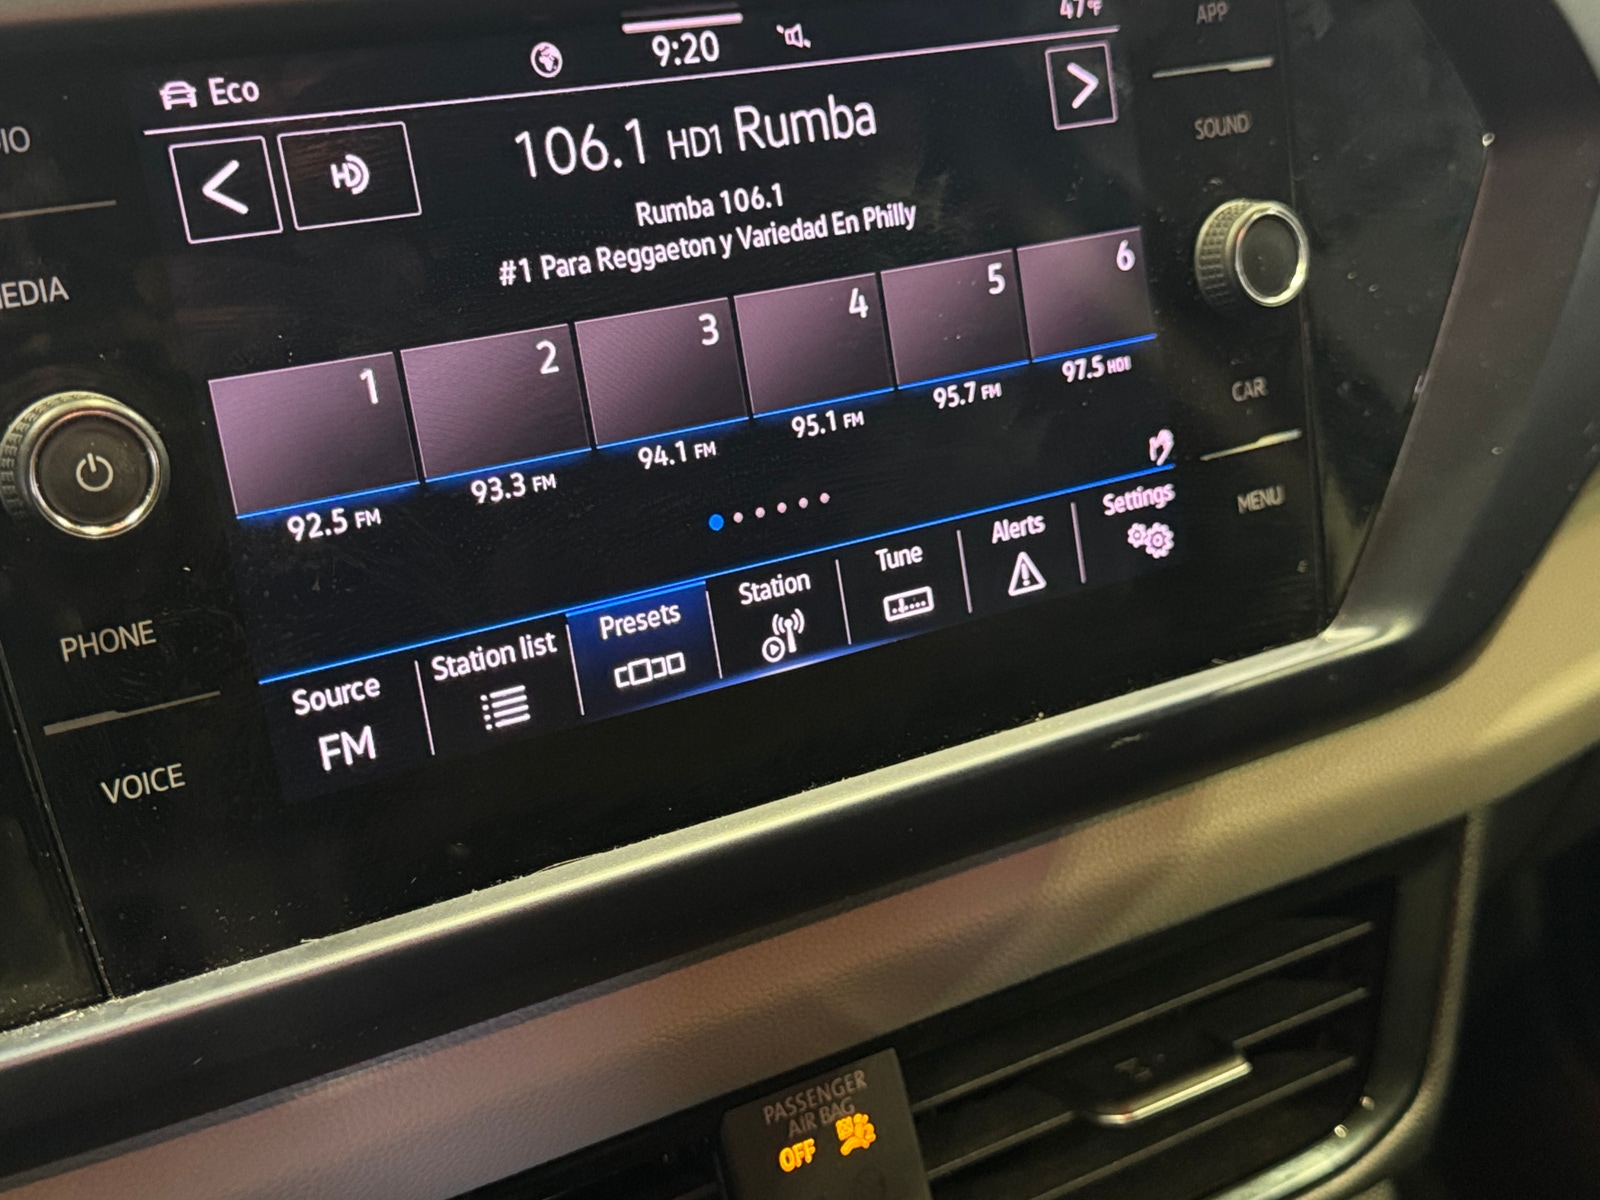 Eco
9:20
47°F
HD
106.1 HD1 Rumba
Rumba 106.1
#1 Para Reggaeton y Variedad En Philly
1
2
3
4
5
6
92.5 FM
93.3 FM
94.1 FM
95.1 FM
95.7 FM
97.5 HD1
Source
FM
Station list
Presets
Station
Tune
Alerts
Settings
PHONE
VOICE
APP
SOUND
CAR
MENU
PASSENGER
AIR BAG
OFF